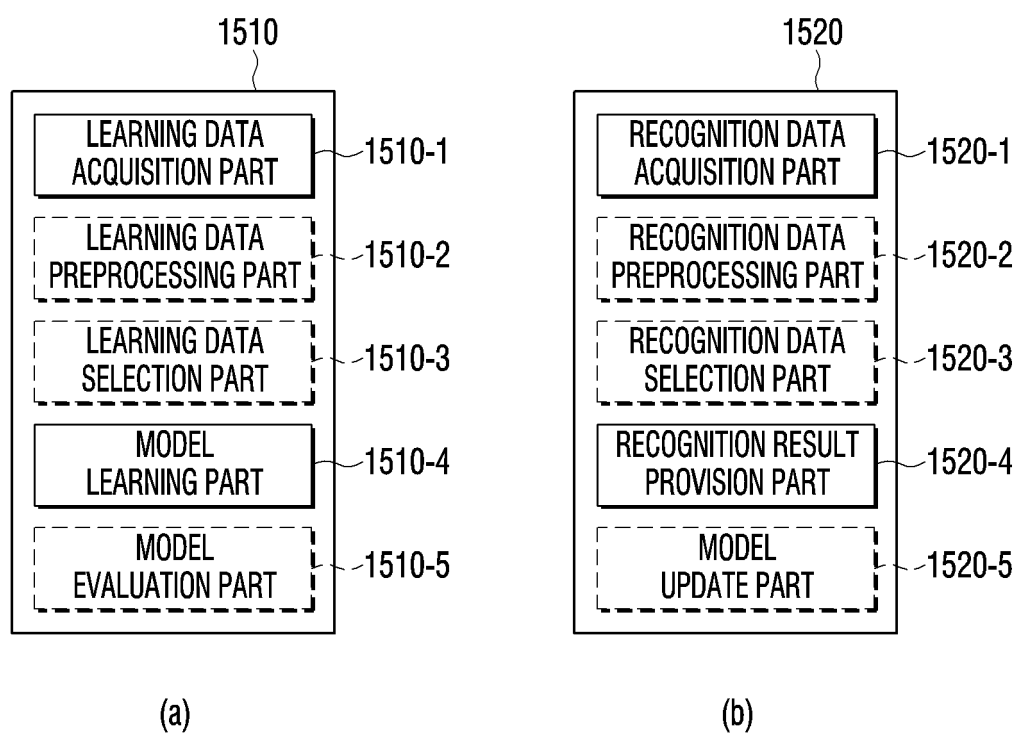 1510
LEARNING DATA
ACQUISITION PART
1510-1
LEARNING DATA
PREPROCESSING PART
1510-2
LEARNING DATA
SELECTION PART
1510-3
MODEL
LEARNING PART
1510-4
MODEL
EVALUATION PART
1510-5
(a)
1520
RECOGNITION DATA
ACQUISITION PART
1520-1
RECOGNITION DATA
PREPROCESSING PART
1520-2
RECOGNITION DATA
SELECTION PART
1520-3
RECOGNITION RESULT
PROVISION PART
1520-4
MODEL
UPDATE PART
1520-5
(b)